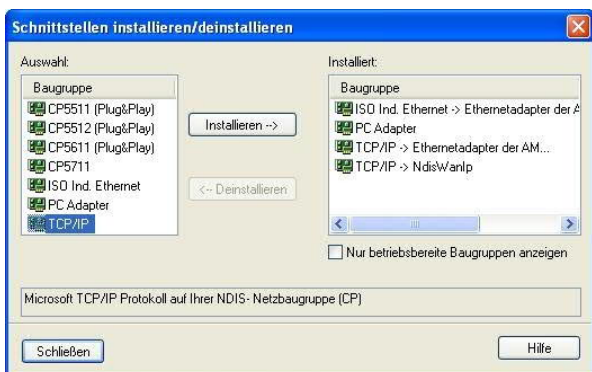 Schnittstellen installieren/deinstallieren
Auswahl:
Baugruppe
CP5511 (Plug&Play)
CP5512 (Plug&Play)
CP5611 (Plug&Play)
CP5711
ISO Ind. Ethernet
PC Adapter
TCP/IP
Installieren -->
<-- Deinstallieren
Installiert:
Baugruppe
ISO Ind. Ethernet -> Ethernetadapter der A
PC Adapter
TCP/IP -> Ethernetadapter der AM...
TCP/IP -> NdisWanIp
Nur betriebsbereite Baugruppen anzeigen
Microsoft TCP/IP Protokoll auf Ihrer NDIS- Netzbaugruppe (CP)
Schließen
Hilfe